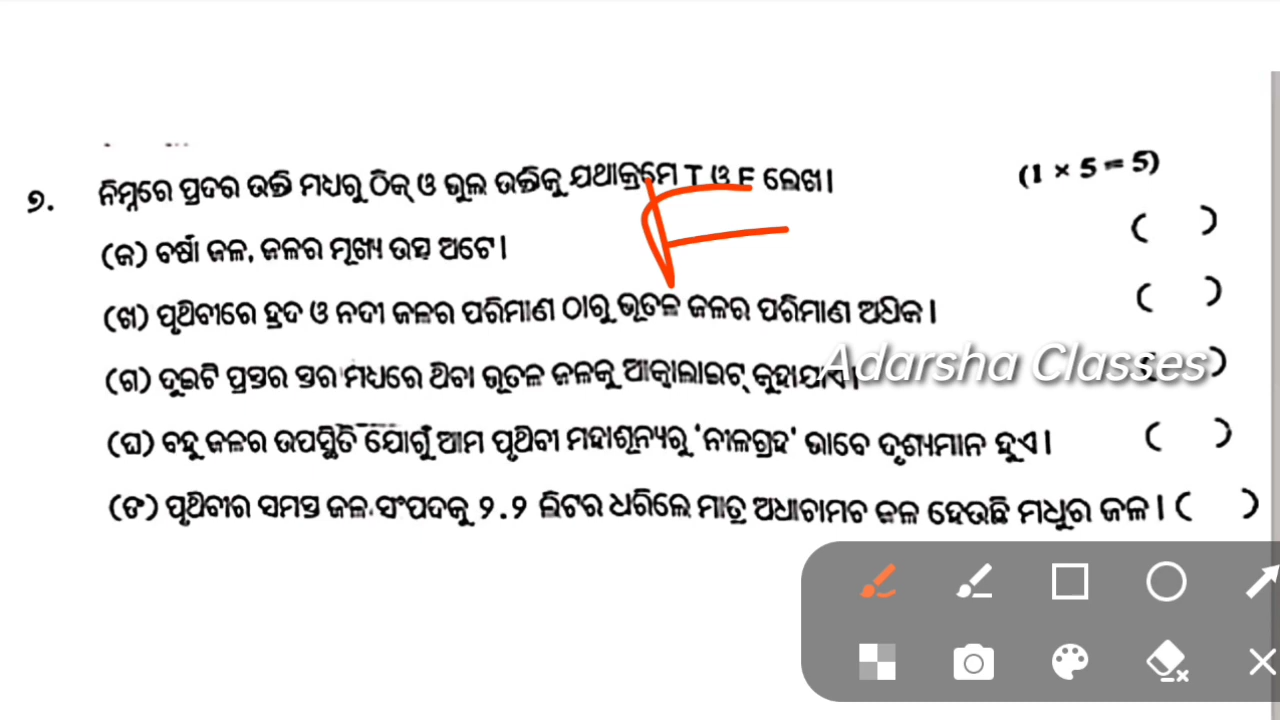 ୭. ନିମ୍ନରେ ପ୍ରଦତ୍ତ ଉକ୍ତି ମଧ୍ୟରୁ ଠିକ୍ ଓ ଭୁଲ ଉକ୍ତିକୁ ଯଥାକ୍ରମେ T ଓ F ଲେଖ। (1 × 5 = 5)
(କ) ବର୍ଷା ଜଳ, ଜଳର ମୂଖ୍ୟ ଉତ୍ସ ଅଟେ। ( )
(ଖ) ପୃଥିବୀରେ ହ୍ରଦ ଓ ନଦୀ ଜଳର ପରିମାଣ ଠାରୁ ଭୂତଳ ଜଳର ପରିମାଣ ଅଧିକ। ( )
(ଗ) ଦୁଇଟି ପ୍ରସ୍ତର ସ୍ତର ମଧ୍ୟରେ ଥିବା ଭୂତଳ ଜଳକୁ ଆକ୍ୱାଲାଇଟ୍ କୁହାଯାଏ। ( )
Adarsha Classes
(ଘ) ବହୁ ଜଳର ଉପସ୍ଥିତି ଯୋଗୁଁ ଆମ ପୃଥିବୀ ମହାଶୂନ୍ୟରୁ 'ନୀଳଗ୍ରହ' ଭାବେ ଦୃଶ୍ୟମାନ ହୁଏ। ( )
(ଙ) ପୃଥିବୀର ସମସ୍ତ ଜଳ ସଂପଦକୁ ୨.୨ ଲିଟର ଧରିଲେ ମାତ୍ର ଅଧାଚାମଚ ଜଳ ହେଉଛି ମଧୁର ଜଳ। ( )